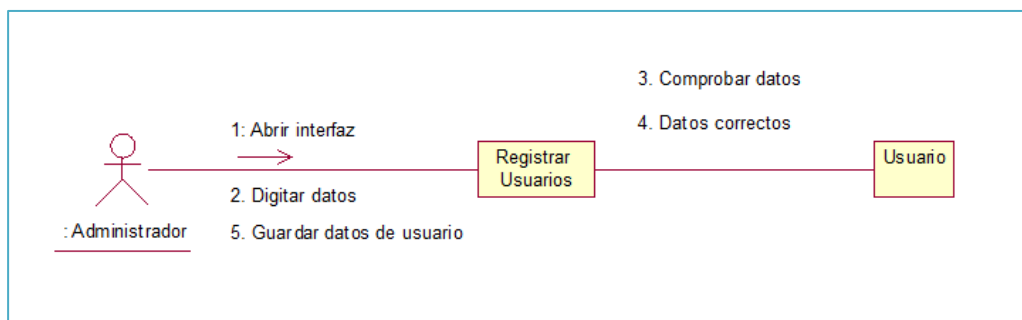 3. Comprobar datos
4. Datos correctos
1: Abrir interfaz
Registrar
Usuarios
Usuario
2. Digitar datos
: Administrador
5. Guardar datos de usuario